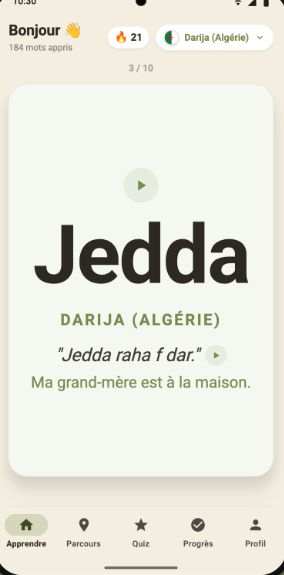 10:30
Bonjour 👋
184 mots appris
🔥 21
Darija (Algérie)
3 / 10
Jedda
DARIJA (ALGÉRIE)
"Jedda raha f dar."
Ma grand-mère est à la maison.
Apprendre
Parcours
Quiz
Progrès
Profil